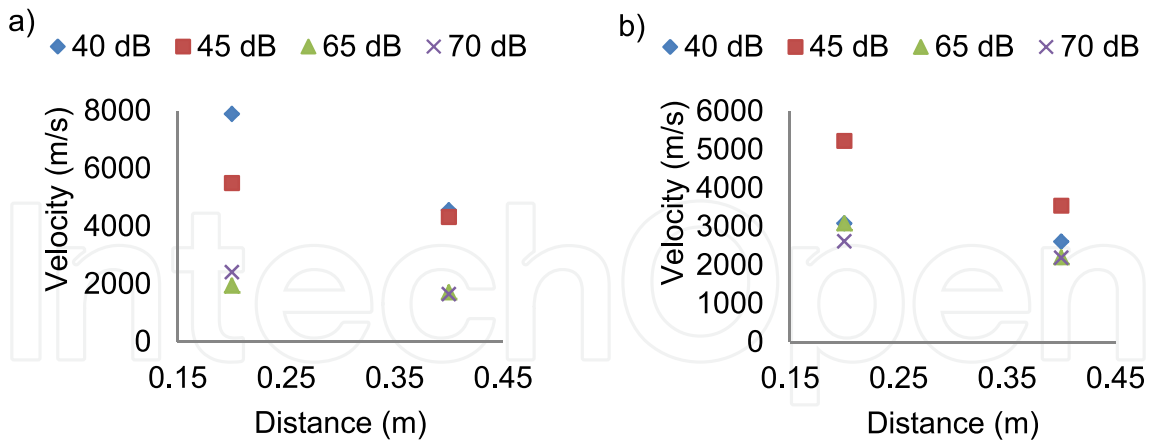 a)
40 dB 45 dB 65 dB 70 dB
Velocity (m/s)
8000
6000
4000
2000
0
0.15 0.25 0.35 0.45
Distance (m)
b)
40 dB 45 dB 65 dB 70 dB
Velocity (m/s)
6000
5000
4000
3000
2000
1000
0
0.15 0.25 0.35 0.45
Distance (m)
IntechOpen